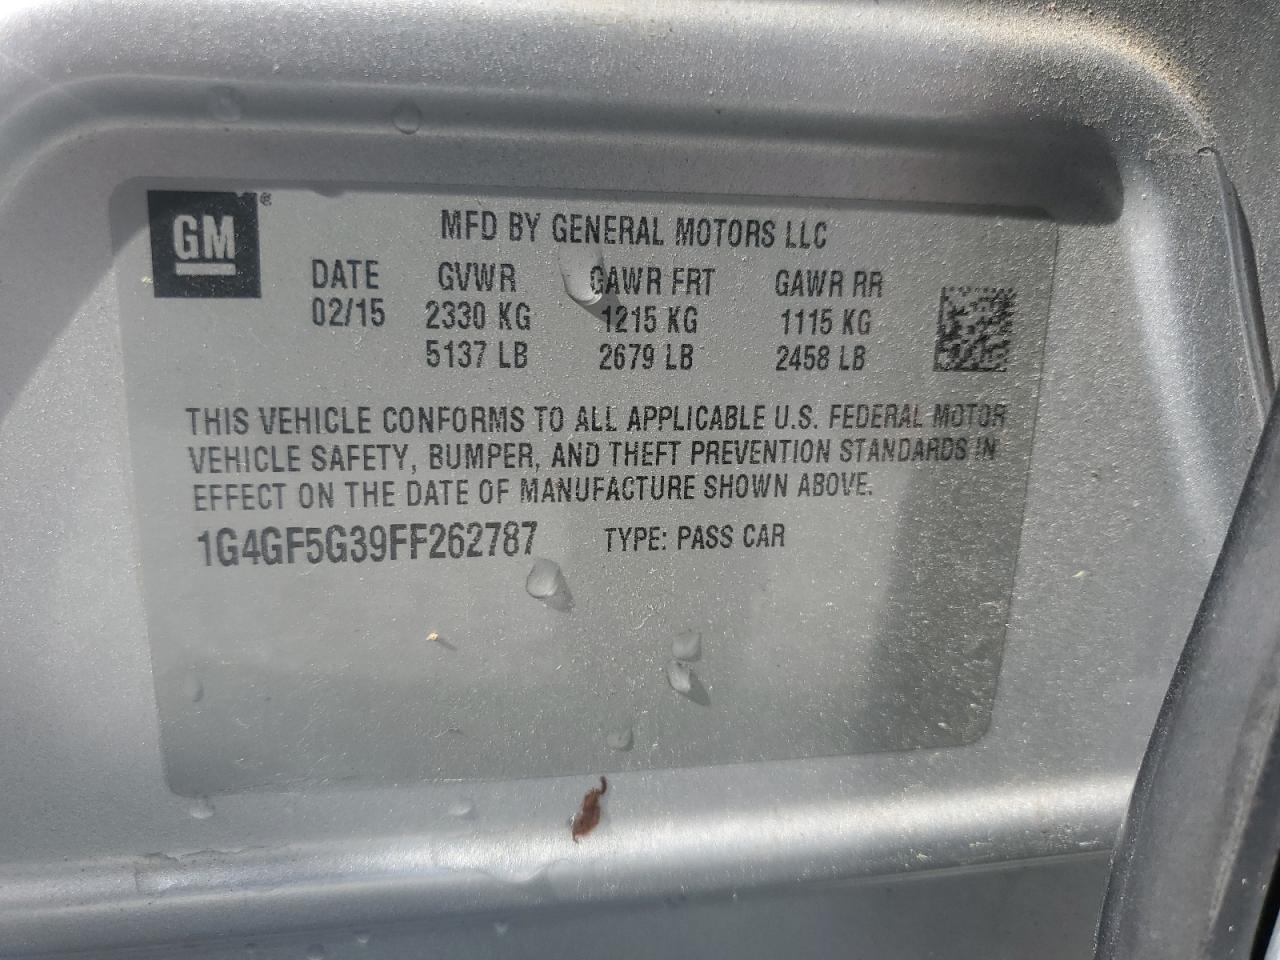 GM®
MFD BY GENERAL MOTORS LLC
DATE GVWR GAWR FRT GAWR RR
02/15 2330 KG 1215 KG 1115 KG
5137 LB 2679 LB 2458 LB
THIS VEHICLE CONFORMS TO ALL APPLICABLE U.S. FEDERAL MOTOR
VEHICLE SAFETY, BUMPER, AND THEFT PREVENTION STANDARDS IN
EFFECT ON THE DATE OF MANUFACTURE SHOWN ABOVE.
1G4GF5G39FF262787 TYPE: PASS CAR